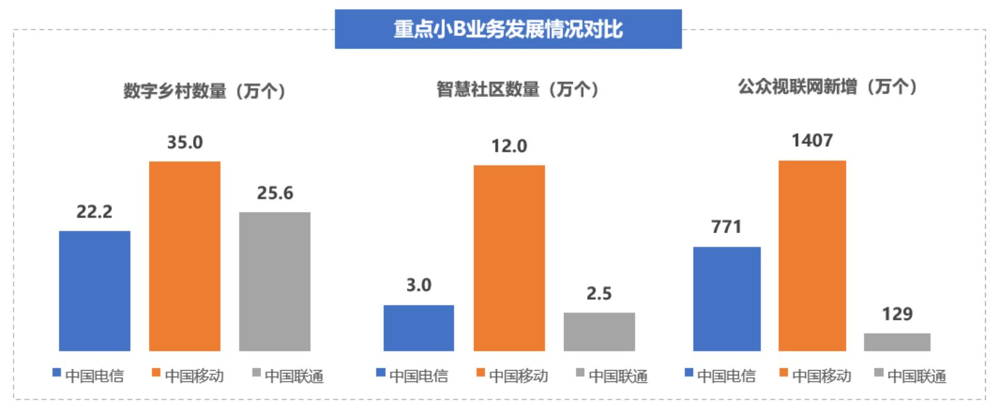 重点小B业务发展情况对比
数字乡村数量（万个）
35.0
25.6
22.2
中国电信 中国移动 中国联通
智慧社区数量（万个）
12.0
3.0
2.5
中国电信 中国移动 中国联通
公众视联网新增（万个）
1407
771
129
中国电信 中国移动 中国联通